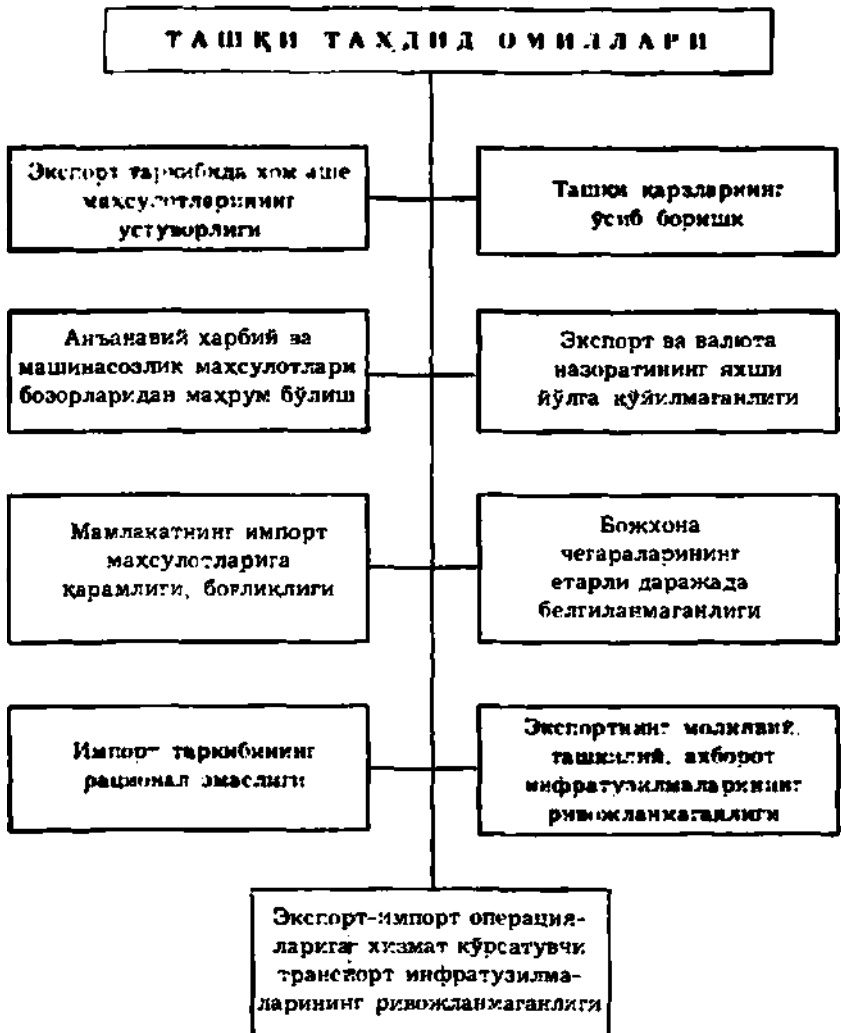 ТАШҚИ ТАҲДИД ОМИЛЛАРИ
Экспорт таркибида хом ашё
маҳсулотларининг
устуворлиги
Ташқи қарзларнинг
ўсиб бориши
Анъанавий ҳарбий ва
машинасозлик маҳсулотлари
бозорларидан маҳрум бўлиш
Экспорт ва валюта
назоратининг яхши
йўлга қўйилмаганлиги
Мамлакатнинг импорт
маҳсулотларига
қарамлиги, боғлиқлиги
Божхона
чегараларининг
етарли даражада
белгиланмаганлиги
Импорт таркибининг
рационал эмаслиги
Экспортнинг молиявий,
ташкилий, ахборот
инфратузилмаларининг
ривожланмаганлиги
Экспорт-импорт операция-
ларига хизмат кўрсатувчи
транспорт инфратузилма-
ларининг ривожланмаганлиги